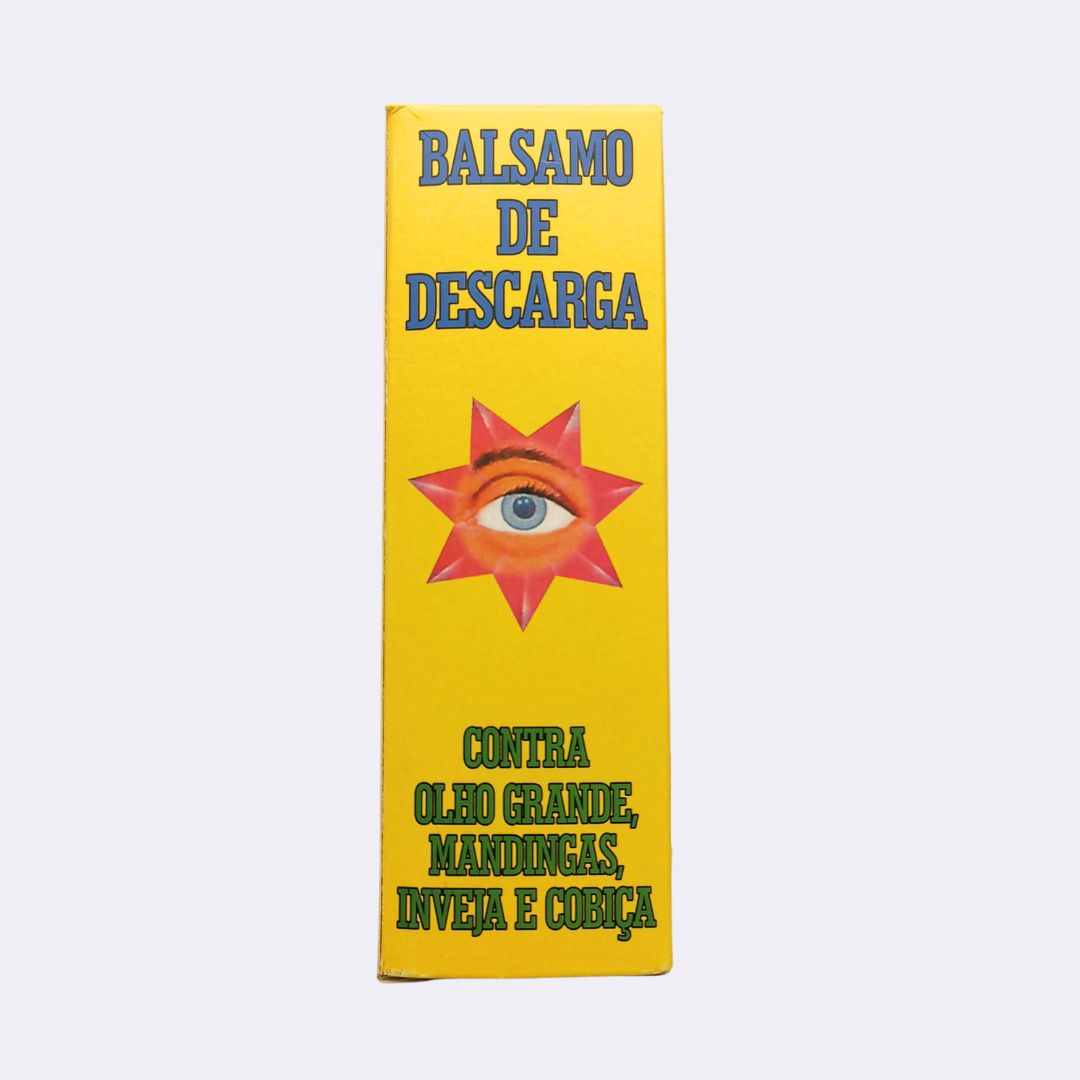 BALSAMO
DE
DESCARGA
CONTRA
OLHO GRANDE,
MANDINGAS,
INVEJA E COBIÇA